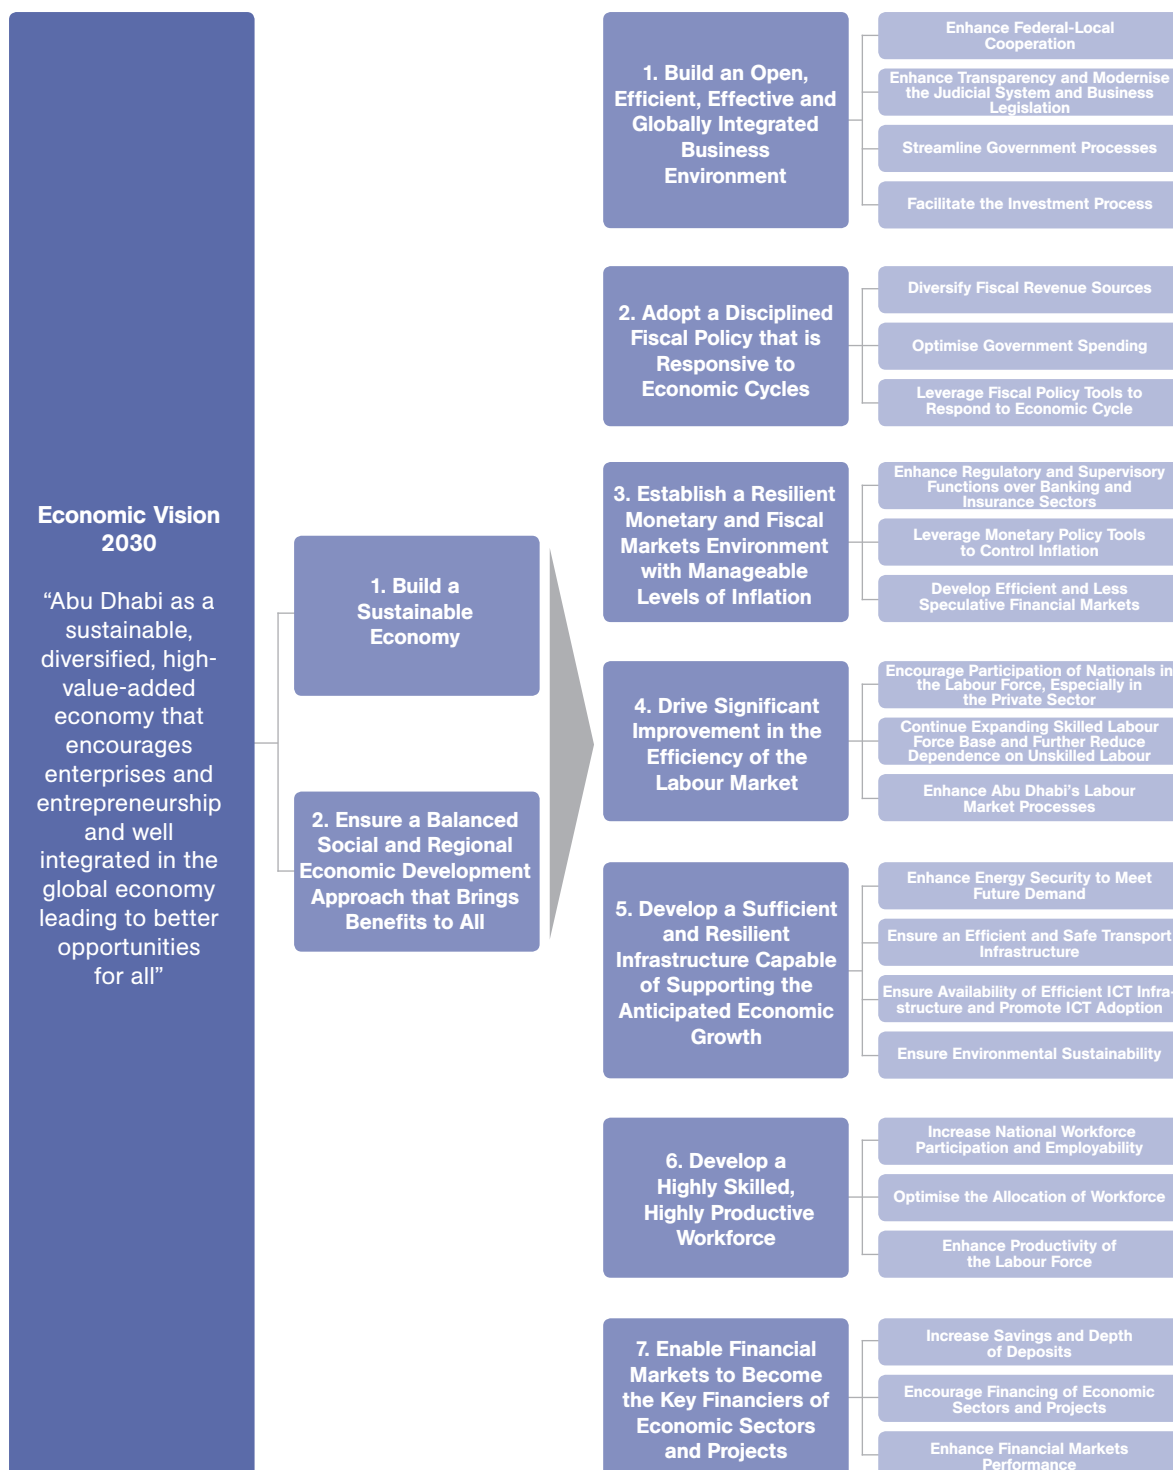 Economic Vision
2030
“Abu Dhabi as a
sustainable,
diversified, high-
value-added
economy that
encourages
enterprises and
entrepreneurship
and well
integrated in the
global economy
leading to better
opportunities
for all”
1. Build a
Sustainable
Economy
2. Ensure a Balanced
Social and Regional
Economic Development
Approach that Brings
Benefits to All
1. Build an Open,
Efficient, Effective and
Globally Integrated
Business
Environment
Enhance Federal-Local
Cooperation
Enhance Transparency and Modernise
the Judicial System and Business
Legislation
Streamline Government Processes
Facilitate the Investment Process
2. Adopt a Disciplined
Fiscal Policy that is
Responsive to
Economic Cycles
Diversify Fiscal Revenue Sources
Optimise Government Spending
Leverage Fiscal Policy Tools to
Respond to Economic Cycle
3. Establish a Resilient
Monetary and Fiscal
Markets Environment
with Manageable
Levels of Inflation
Enhance Regulatory and Supervisory
Functions over Banking and
Insurance Sectors
Leverage Monetary Policy Tools
to Control Inflation
Develop Efficient and Less
Speculative Financial Markets
4. Drive Significant
Improvement in the
Efficiency of the
Labour Market
Encourage Participation of Nationals in
the Labour Force, Especially in
the Private Sector
Continue Expanding Skilled Labour
Force Base and Further Reduce
Dependence on Unskilled Labour
Enhance Abu Dhabi’s Labour
Market Processes
5. Develop a Sufficient
and Resilient
Infrastructure Capable
of Supporting the
Anticipated Economic
Growth
Enhance Energy Security to Meet
Future Demand
Ensure an Efficient and Safe Transport
Infrastructure
Ensure Availability of Efficient ICT Infra-
structure and Promote ICT Adoption
Ensure Environmental Sustainability
6. Develop a
Highly Skilled,
Highly Productive
Workforce
Increase National Workforce
Participation and Employability
Optimise the Allocation of Workforce
Enhance Productivity of
the Labour Force
7. Enable Financial
Markets to Become
the Key Financiers of
Economic Sectors
and Projects
Increase Savings and Depth
of Deposits
Encourage Financing of Economic
Sectors and Projects
Enhance Financial Markets
Performance